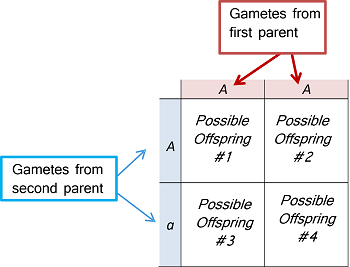 Gametes from
first parent
A A
A
Possible
Offspring
#1
Possible
Offspring
#2
Gametes from
second parent
a
Possible
Offspring
#3
Possible
Offspring
#4